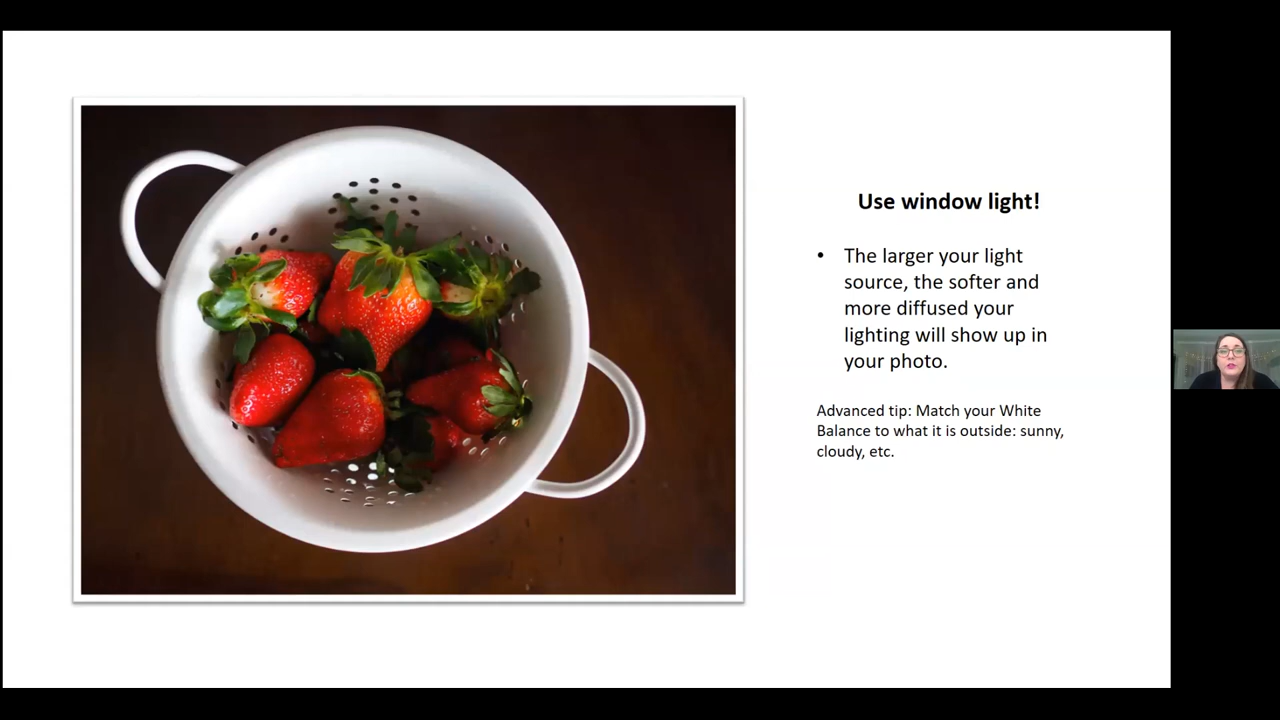 Use window light!
• The larger your light
source, the softer and
more diffused your
lighting will show up in
your photo.
Advanced tip: Match your White
Balance to what it is outside: sunny,
cloudy, etc.